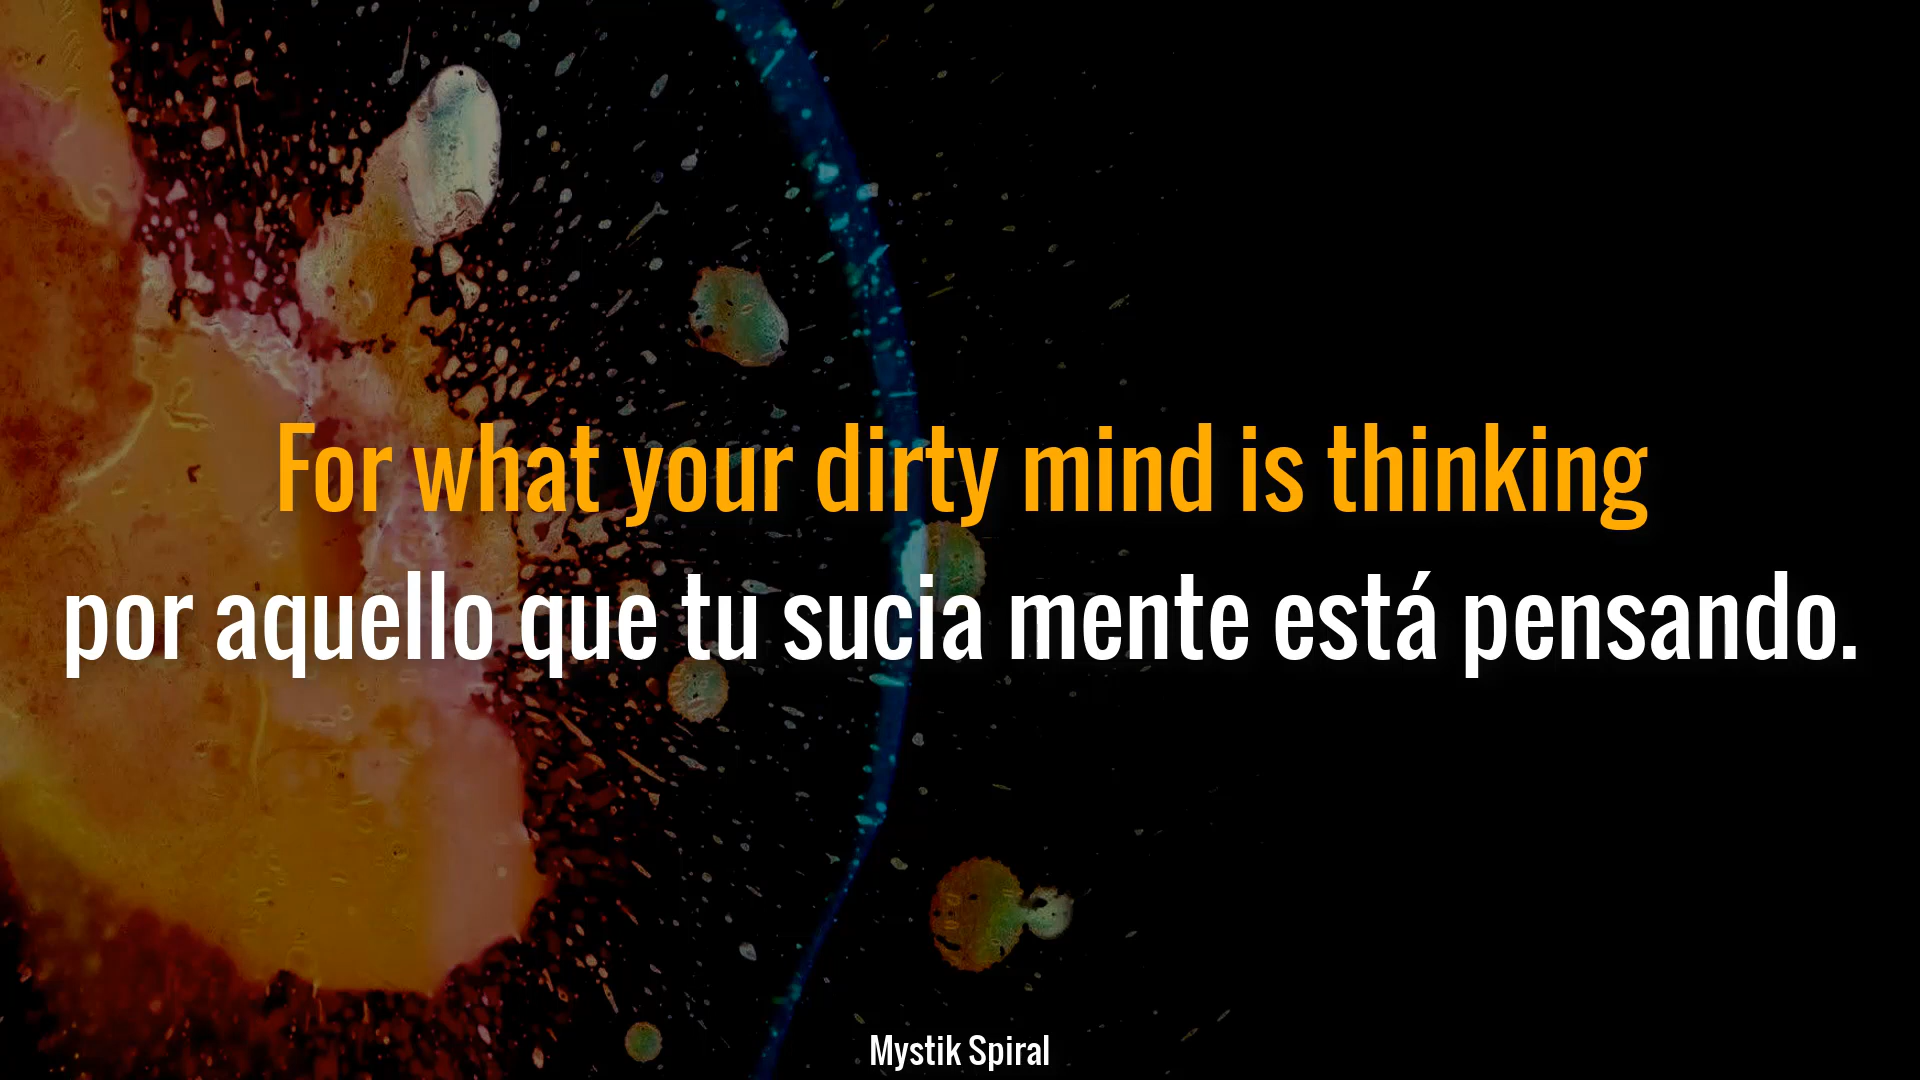 For what your dirty mind is thinking
por aquello que tu sucia mente está pensando.
Mystik Spiral